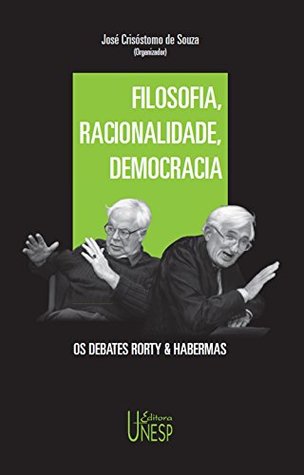 José Crisóstomo de Souza
(Organizador)
FILOSOFIA,
RACIONALIDADE,
DEMOCRACIA
OS DEBATES RORTY & HABERMAS
Editora
UNESP